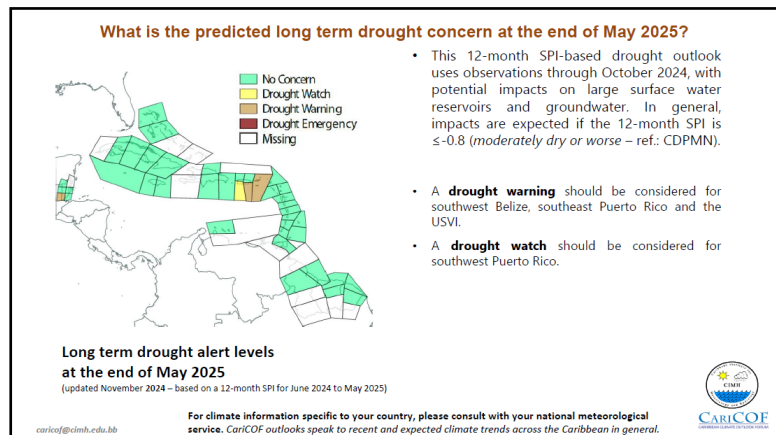 What is the predicted long term drought concern at the end of May 2025?
No Concern
Drought Watch
Drought Warning
Drought Emergency
Missing
• This 12-month SPI-based drought outlook
uses observations through October 2024, with
potential impacts on large surface water
reservoirs and groundwater. In general,
impacts are expected if the 12-month SPI is
≤-0.8 (moderately dry or worse – ref.: CDPMN).
• A drought warning should be considered for
southwest Belize, southeast Puerto Rico and the
USVI.
• A drought watch should be considered for
southwest Puerto Rico.
Long term drought alert levels
at the end of May 2025
(updated November 2024 – based on a 12-month SPI for June 2024 to May 2025)
CIMH
CARICOF
CARIBBEAN CLIMATE OUTLOOK FORUM
For climate information specific to your country, please consult with your national meteorological
service. CariCOF outlooks speak to recent and expected climate trends across the Caribbean in general.
caricof@cimh.edu.bb